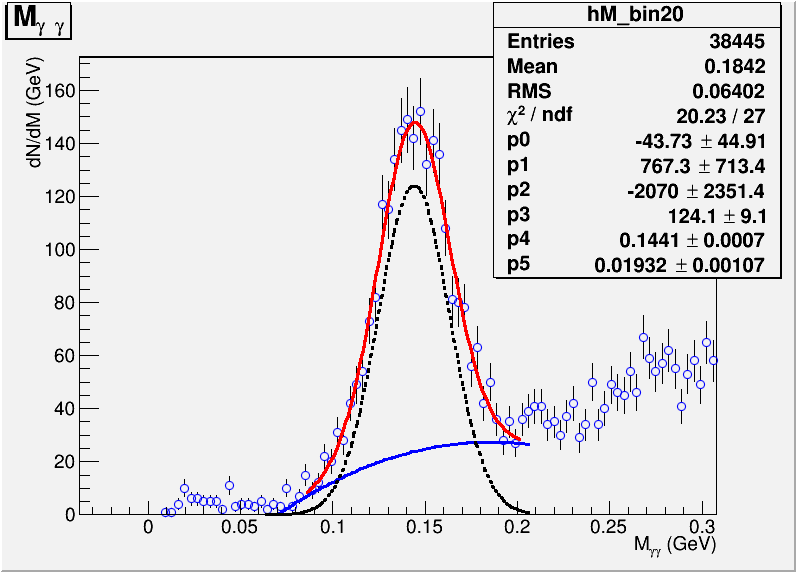 M γ γ
hM_bin20
Entries 38445
Mean 0.1842
RMS 0.06402
χ² / ndf 20.23 / 27
p0 -43.73 ± 44.91
p1 767.3 ± 713.4
p2 -2070 ± 2351.4
p3 124.1 ± 9.1
p4 0.1441 ± 0.0007
p5 0.01932 ± 0.00107
dN/dM (GeV)
160
140
120
100
80
60
40
20
0
0 0.05 0.1 0.15 0.2 0.25 0.3
Mγγ (GeV)